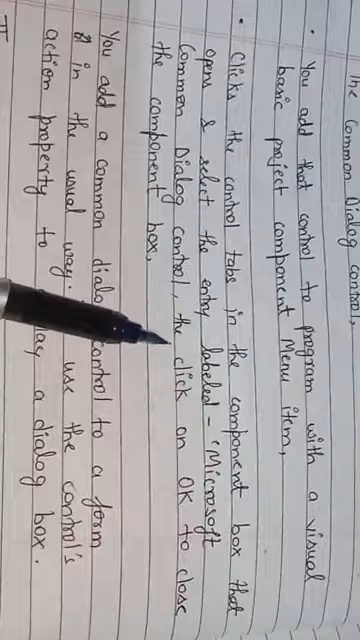 The Common Dialog control,
• You add that control to program with a visual
basic project component Menu item,
• Clicks the control tabs in the component box that
opens & select the entry labeled - 'Microsoft
Common Dialog Control, the click on OK to close
the component box,
You add a common control to a form
in the usual way. use the control's
action property to a dialog box.